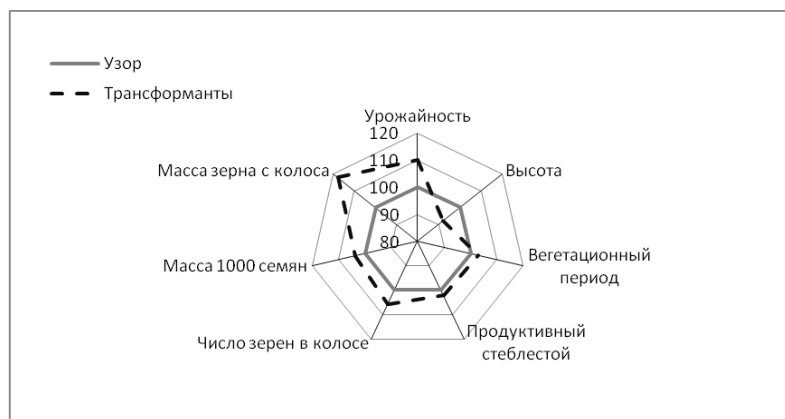 Узор
Трансформанты
Урожайность
120
110
100
90
80
Высота
Вегетационный
период
Продуктивный
стеблестой
Число зерен в колосе
Масса 1000 семян
Масса зерна с колоса